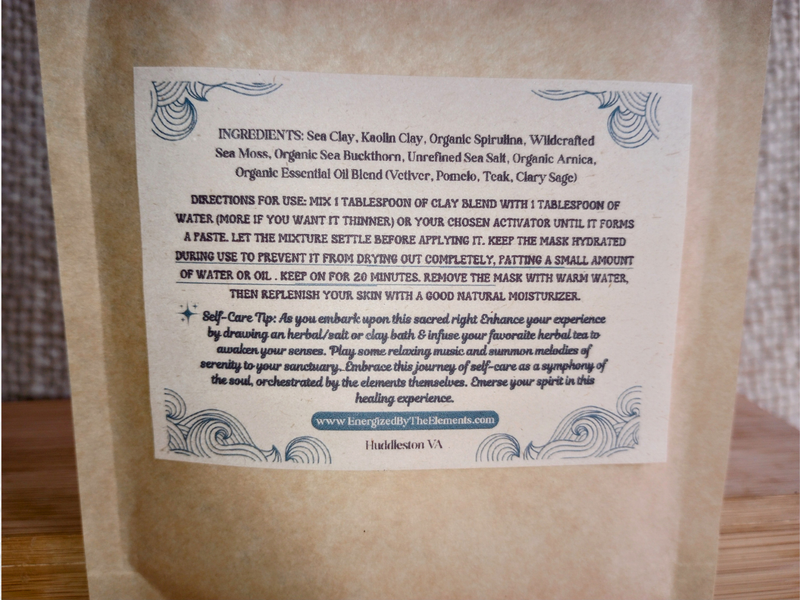 INGREDIENTS: Sea Clay, Kaolin Clay, Organic Spirulina, Wildcrafted
Sea Moss, Organic Sea Buckthorn, Unrefined Sea Salt, Organic Arnica,
Organic Essential Oil Blend (Vetiver, Pomelo, Teak, Clary Sage)
DIRECTIONS FOR USE: MIX 1 TABLESPOON OF CLAY BLEND WITH 1 TABLESPOON OF
WATER (MORE IF YOU WANT IT THINNER) OR YOUR CHOSEN ACTIVATOR UNTIL IT FORMS
A PASTE. LET THE MIXTURE SETTLE BEFORE APPLYING IT. KEEP THE MASK HYDRATED
DURING USE TO PREVENT IT FROM DRYING OUT COMPLETELY, PATTING A SMALL AMOUNT
OF WATER OR OIL . KEEP ON FOR 20 MINUTES. REMOVE THE MASK WITH WARM WATER,
THEN REPLENISH YOUR SKIN WITH A GOOD NATURAL MOISTURIZER.
Self-Care Tip: As you embark upon this sacred right Enhance your experience
by drawing an herbal/salt or clay bath & infuse your favoraite herbal tea to
awaken your senses. Play some relaxing music and summon melodies of
serenity to your sanctuary. Embrace this journey of self-care as a symphony of
the soul, orchestrated by the elements themselves. Emerse your spirit in this
healing experience.
www.EnergizedByTheElements.com
Huddleston VA